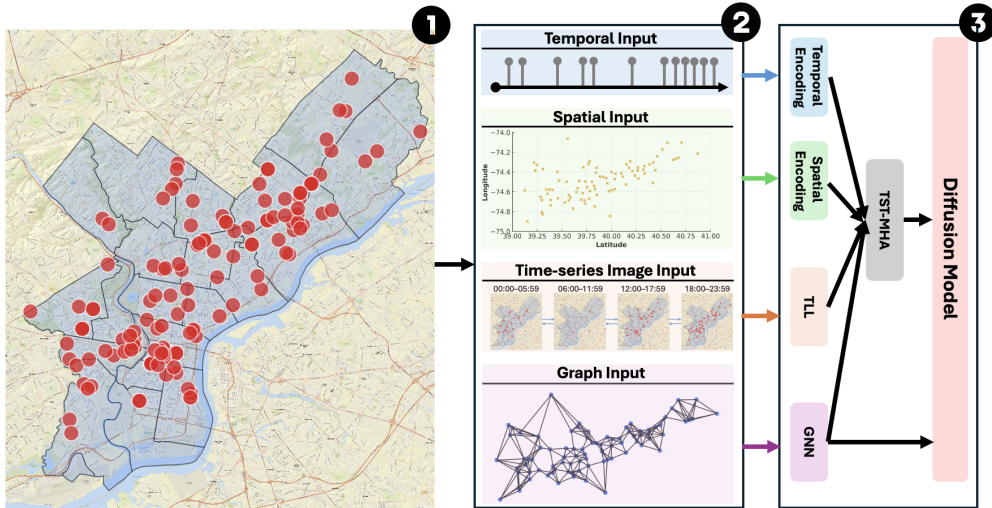 1
2
3
Temporal Input
Spatial Input
Longitude
−74.0
−74.2
−74.4
−74.6
−74.8
−75.0
39.00 39.25 39.50 39.75 40.00 40.25 40.50 40.75 41.00
Latitude
Time-series Image Input
00:00–05:59 06:00–11:59 12:00–17:59 18:00–23:59
Graph Input
Temporal
Encoding
Spatial
Encoding
TLL
GNN
TST-MHA
Diffusion Model